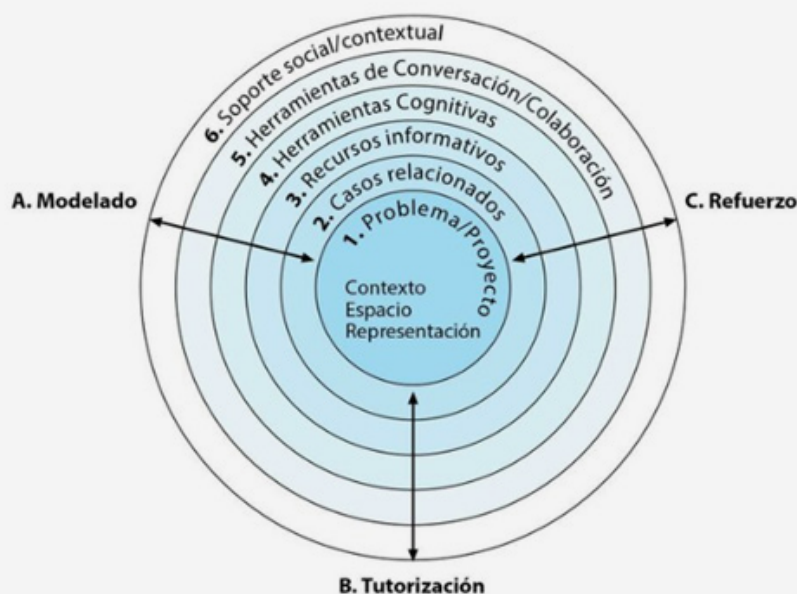 6. Soporte social/contextual
5. Herramientas de Conversación/Colaboración
4. Herramientas Cognitivas
3. Recursos informativos
2. Casos relacionados
1. Problema/Proyecto
Contexto
Espacio
Representación
A. Modelado
C. Refuerzo
B. Tutorización